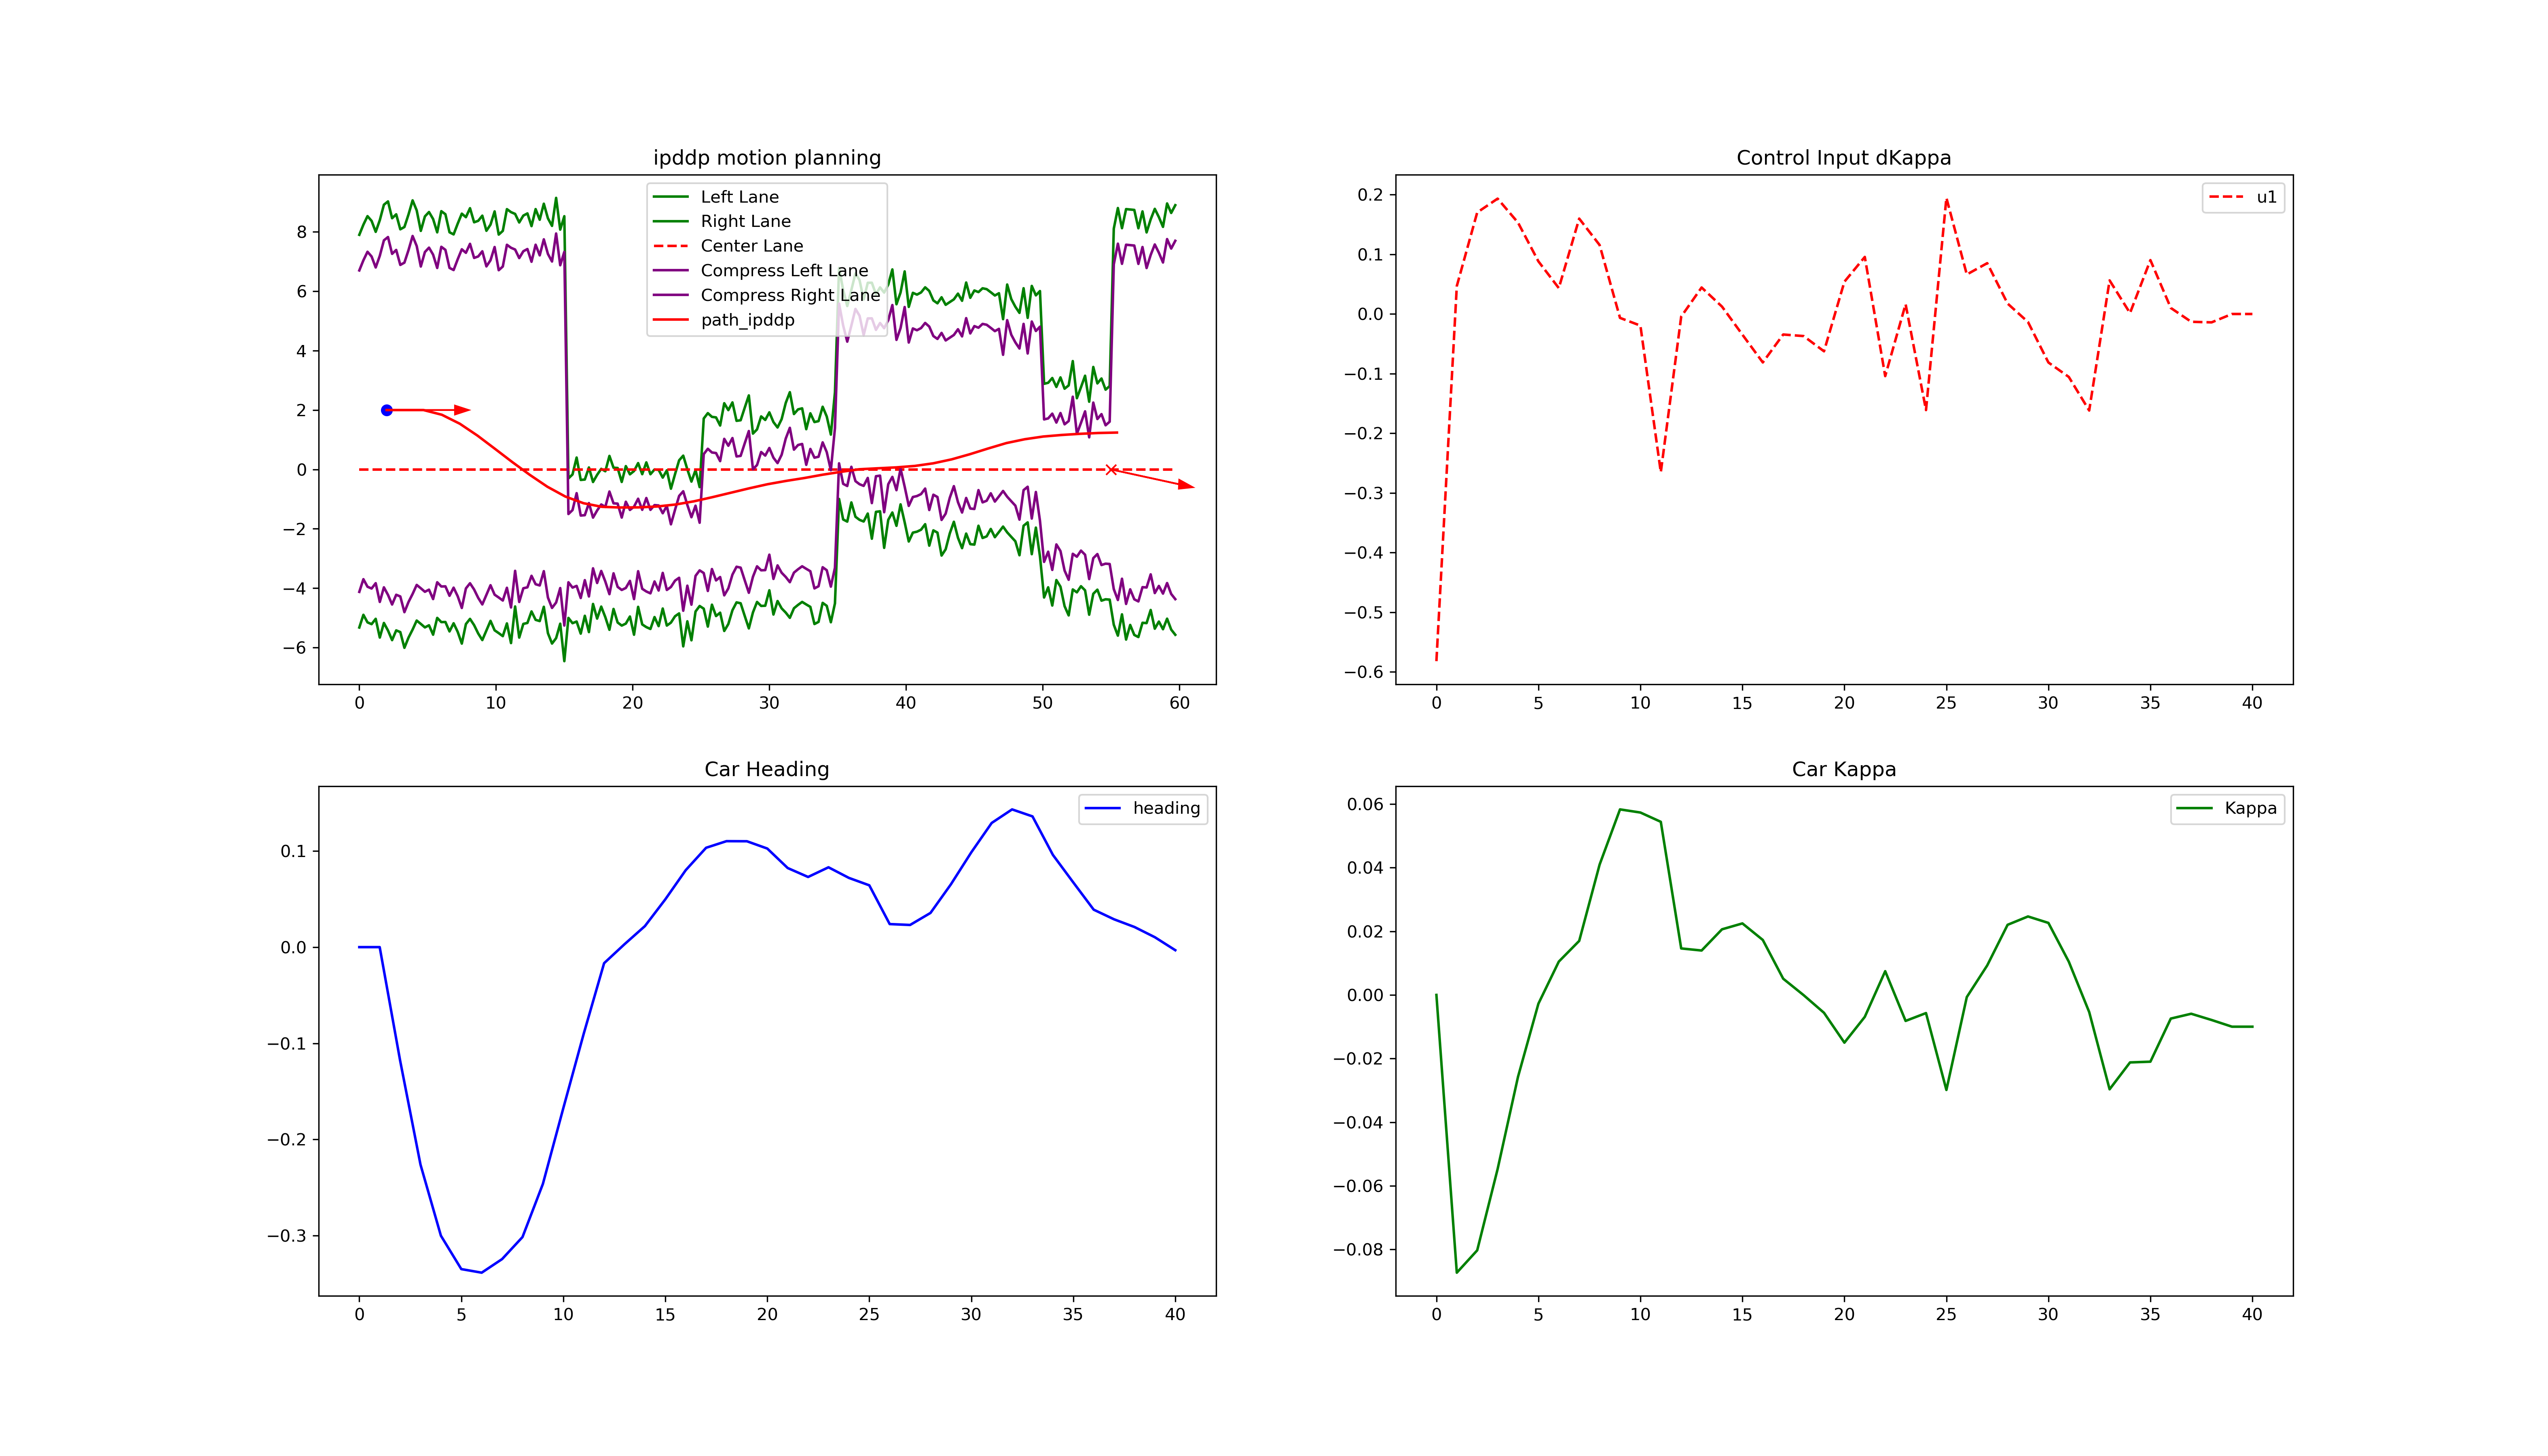 ipddp motion planning
Left Lane
Right Lane
Center Lane
Compress Left Lane
Compress Right Lane
path_ipddp
8
6
4
2
0
−2
−4
−6
0 10 20 30 40 50 60
Control Input dKappa
u1
0.2
0.1
0.0
−0.1
−0.2
−0.3
−0.4
−0.5
−0.6
0 5 10 15 20 25 30 35 40
Car Heading
heading
0.1
0.0
−0.1
−0.2
−0.3
0 5 10 15 20 25 30 35 40
Car Kappa
Kappa
0.06
0.04
0.02
0.00
−0.02
−0.04
−0.06
−0.08
0 5 10 15 20 25 30 35 40